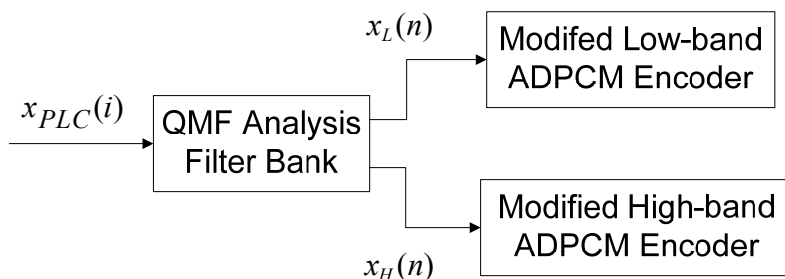 x_L(n)
Modifed Low-band
ADPCM Encoder
x_PLC(i)
QMF Analysis
Filter Bank
Modified High-band
ADPCM Encoder
x_H(n)